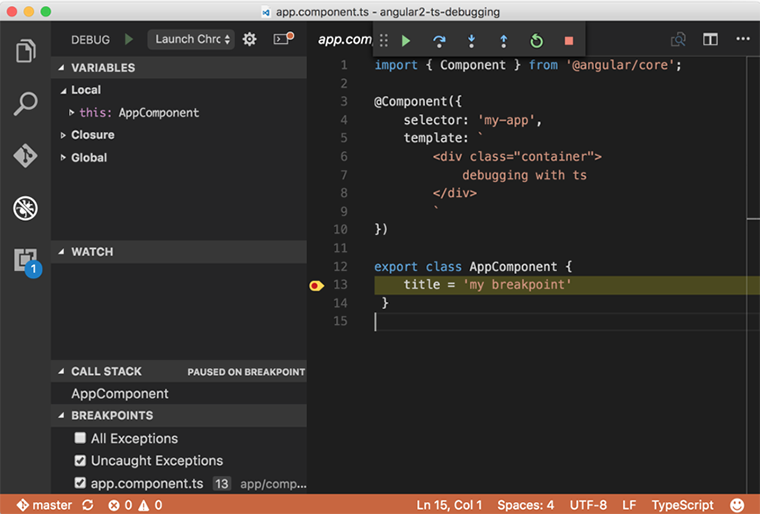 app.component.ts - angular2-ts-debugging
DEBUG
Launch Chrc
VARIABLES
Local
this: AppComponent
Closure
Global
WATCH
CALL STACK
PAUSED ON BREAKPOINT
AppComponent
BREAKPOINTS
All Exceptions
Uncaught Exceptions
app.component.ts 13 app/comp...
1
app.com
1 import { Component } from '@angular/core';
2
3 @Component({
4 selector: 'my-app',
5 template: `
6 <div class="container">
7 debugging with ts
8 </div>
9 `
10 })
11
12 export class AppComponent {
13 title = 'my breakpoint'
14 }
15
master 0 0 Ln 15, Col 1 Spaces: 4 UTF-8 LF TypeScript